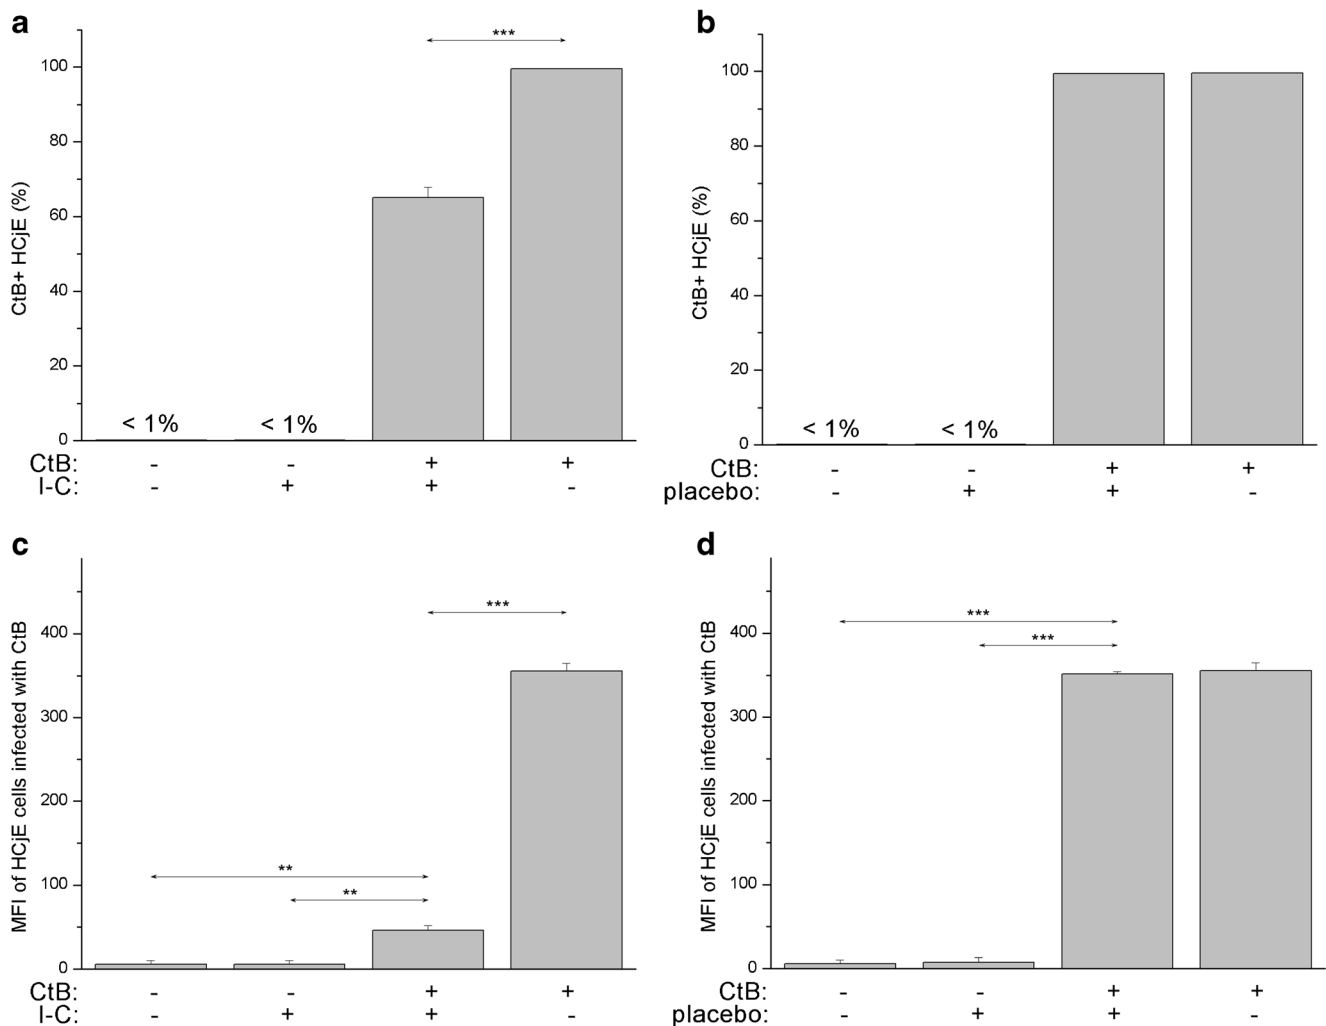 a
***
CtB+ HCjE (%)
100
80
60
40
20
0
< 1% < 1%
CtB: - - + +
I-C: - + + -
b
CtB+ HCjE (%)
100
80
60
40
20
0
< 1% < 1%
CtB: - - + +
placebo: - + + -
c
MFI of HCjE cells infected with CtB
***
400
300
200
100
0
**
**
CtB: - - + +
I-C: - + + -
d
MFI of HCjE cells infected with CtB
***
***
400
300
200
100
0
CtB: - - + +
placebo: - + + -